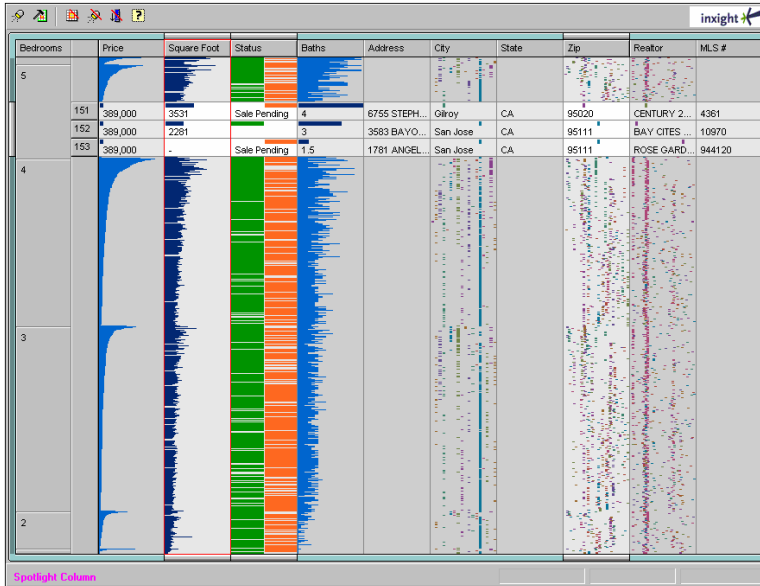 inxight
Bedrooms Price Square Foot Status Baths Address City State Zip Realtor MLS #
5
151 389,000 3531 Sale Pending 4 6755 STEPH... Gilroy CA 95020 CENTURY 2... 4361
152 389,000 2281 3 3583 BAYO... San Jose CA 95111 BAY CITES ... 10970
153 389,000 - Sale Pending 1.5 1781 ANGEL... San Jose CA 95111 ROSE GARD... 944120
4
3
2
Spotlight Column